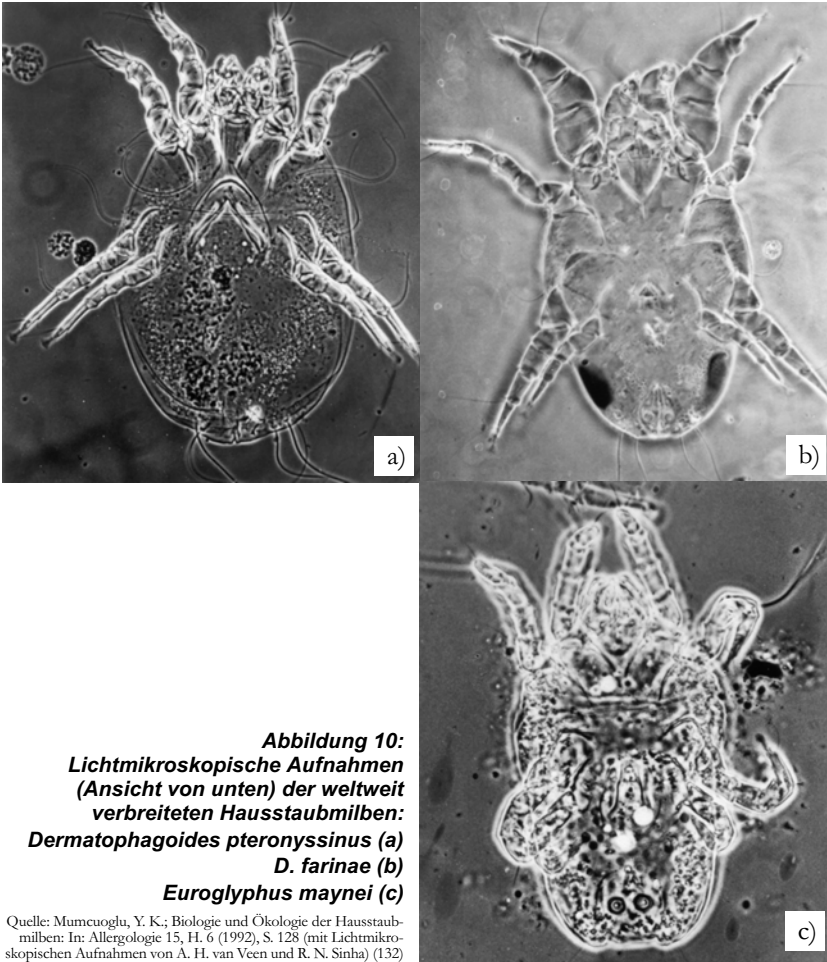 a)
b)
Abbildung 10:
Lichtmikroskopische Aufnahmen
(Ansicht von unten) der weltweit
verbreiteten Hausstaubmilben:
Dermatophagoides pteronyssinus (a)
D. farinae (b)
Euroglyphus maynei (c)
Quelle: Mumcuoglu, Y. K.; Biologie und Ökologie der Hausstaub-
milben: In: Allergologie 15, H. 6 (1992), S. 128 (mit Lichtmikro-
skopischen Aufnahmen von A. H. van Veen und R. N. Sinha) (132)
c)